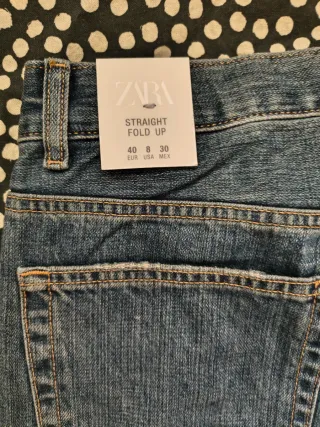 ZARA
STRAIGHT
FOLD UP
40 8 30
EUR USA MEX